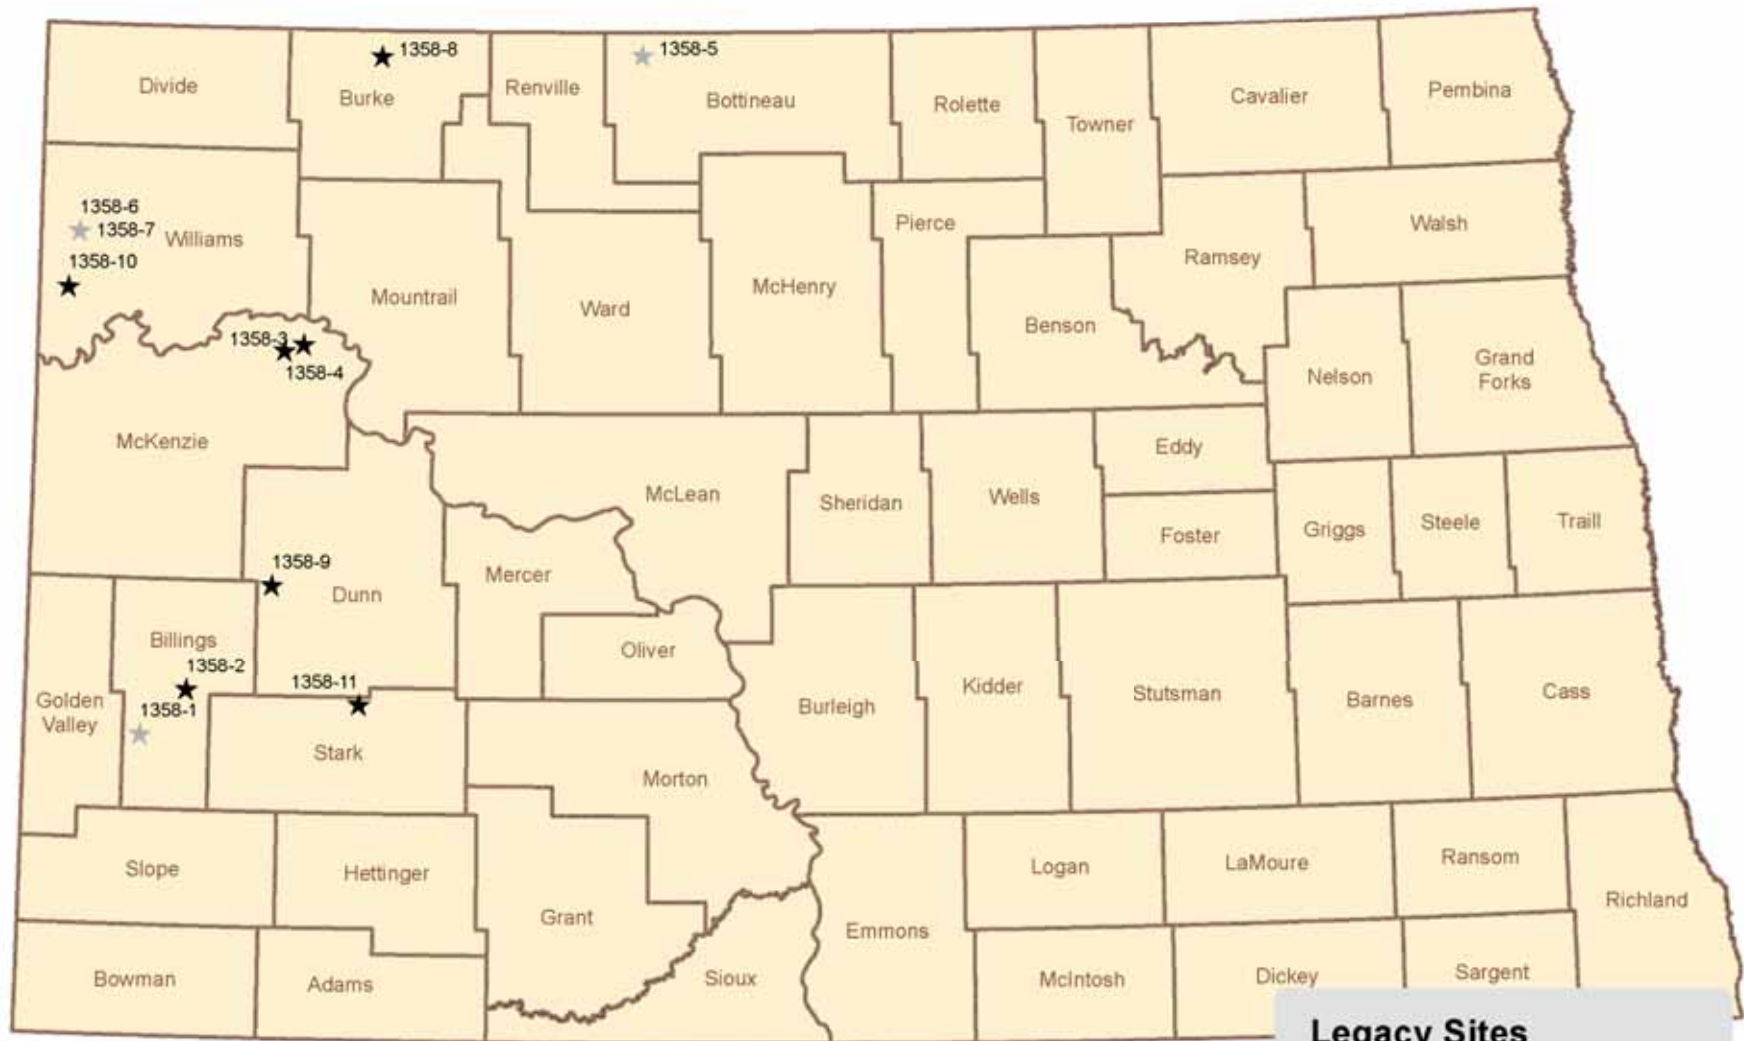 1358-8
1358-5
Divide
Burke
Renville
Bottineau
Rolette
Towner
Cavalier
Pembina
1358-6
1358-7
Williams
1358-10
Mountrail
Ward
McHenry
Pierce
Benson
Ramsey
Walsh
1358-3
1358-4
Nelson
Grand
Forks
McKenzie
McLean
Sheridan
Wells
Eddy
Foster
Griggs
Steele
Traill
1358-9
Dunn
Mercer
Oliver
Billings
1358-2
1358-1
1358-11
Golden
Valley
Stark
Morton
Burleigh
Kidder
Stutsman
Barnes
Cass
Slope
Hettinger
Grant
Emmons
Logan
LaMoure
Ransom
Richland
Bowman
Adams
Sioux
McIntosh
Dickey
Sargent
Legacy Sites